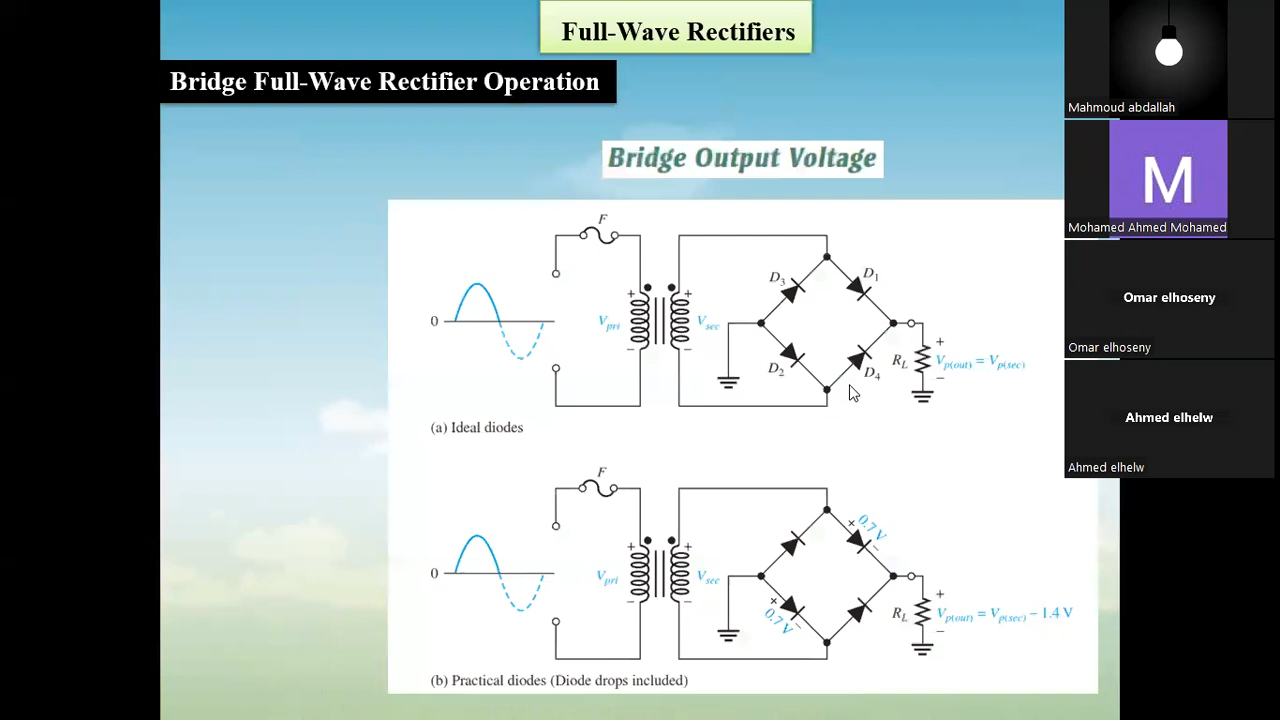 Full-Wave Rectifiers
Bridge Full-Wave Rectifier Operation
Bridge Output Voltage
F
0
+
Vpri
−
+
Vsec
−
D3
D1
D2
D4
RL
+
Vp(out) = Vp(sec)
−
(a) Ideal diodes
F
0
+
Vpri
−
+
Vsec
−
+
0.7 V
−
+
0.7 V
−
RL
+
Vp(out) = Vp(sec) − 1.4 V
−
(b) Practical diodes (Diode drops included)
Mahmoud abdallah
M
Mohamed Ahmed Mohamed
Omar elhoseny
Omar elhoseny
Ahmed elhelw
Ahmed elhelw